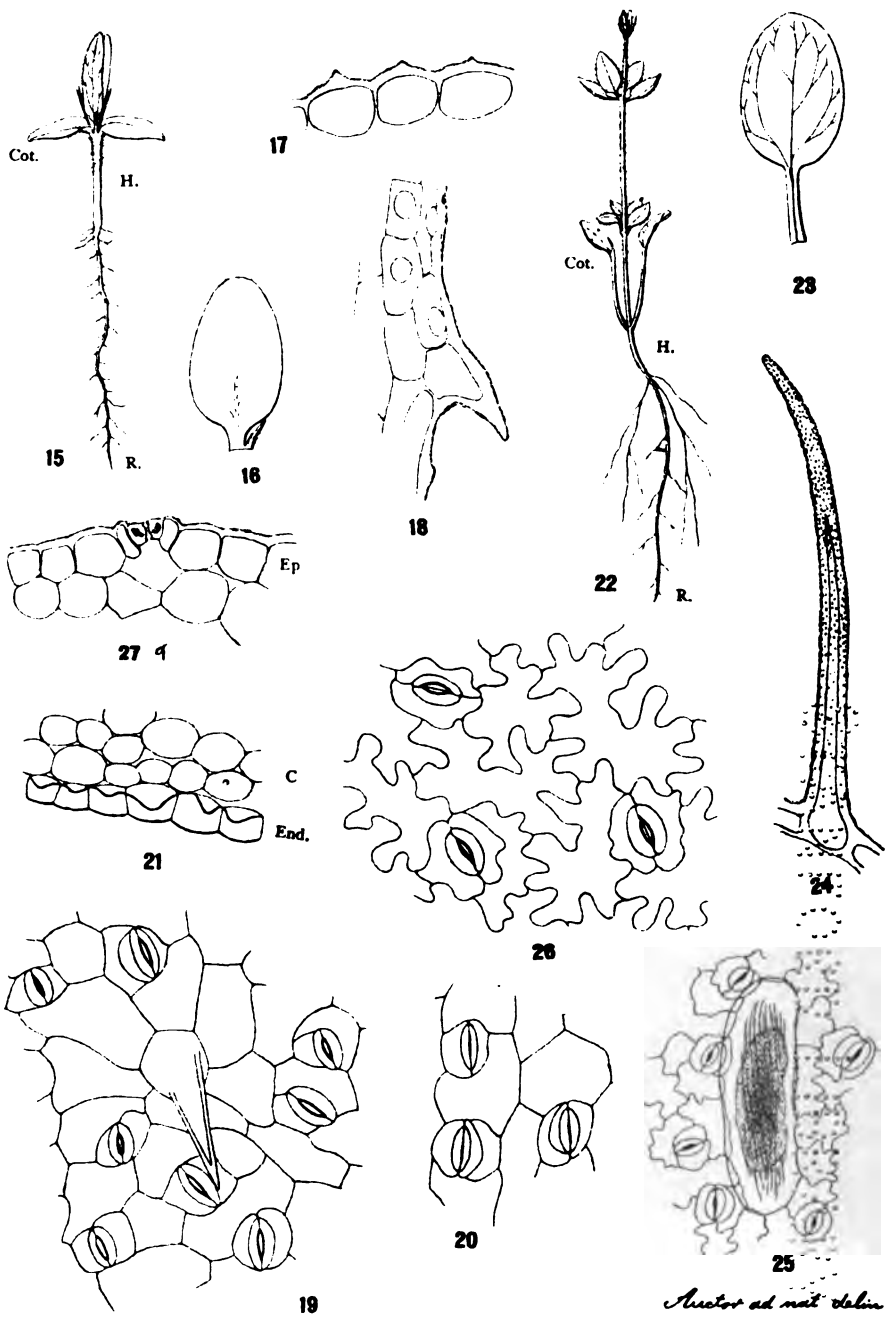 17
Cot.
H.
15
R.
16
18
Cot.
H.
22
R.
23
Ep
27
C
End.
21
26
24
19
20
25
Auctor ad nat delin